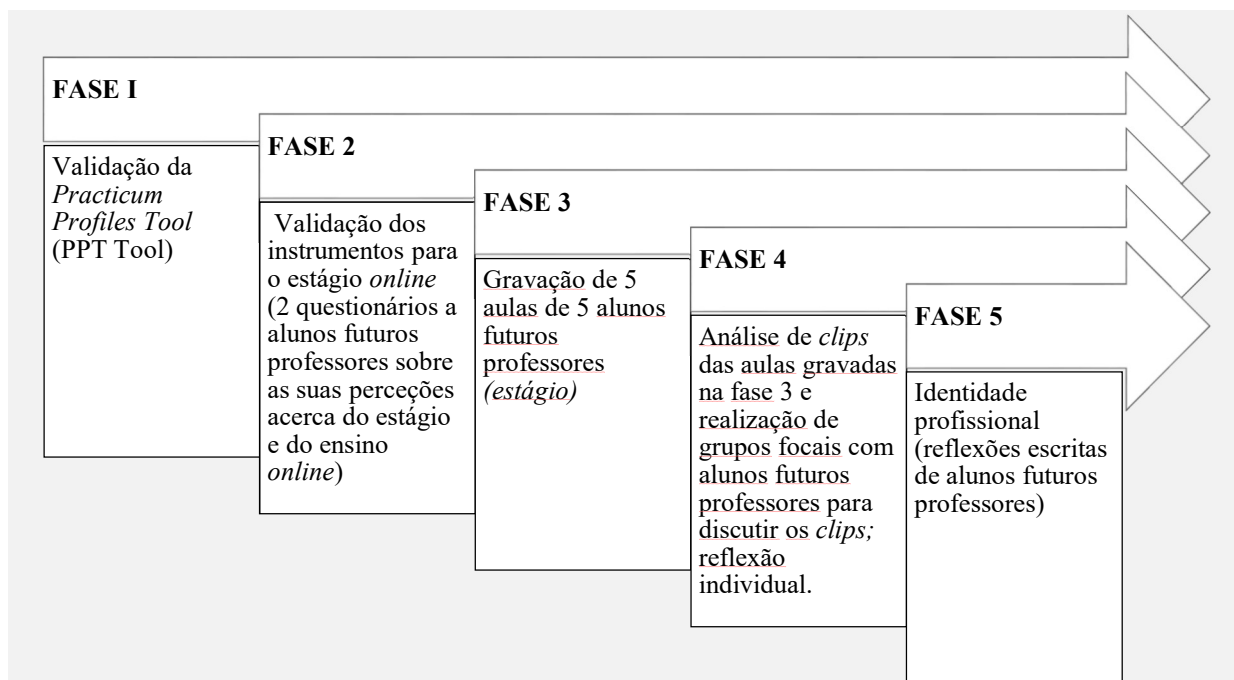 FASE I
Validação da
Practicum
Profiles Tool
(PPT Tool)
FASE 2
Validação dos
instrumentos para
o estágio online
(2 questionários a
alunos futuros
professores sobre
as suas perceções
acerca do estágio
e do ensino
online)
FASE 3
Gravação de 5
aulas de 5 alunos
futuros
professores
(estágio)
FASE 4
Análise de clips
das aulas gravadas
na fase 3 e
realização de
grupos focais com
alunos futuros
professores para
discutir os clips;
reflexão
individual.
FASE 5
Identidade
profissional
(reflexões escritas
de alunos futuros
professores)